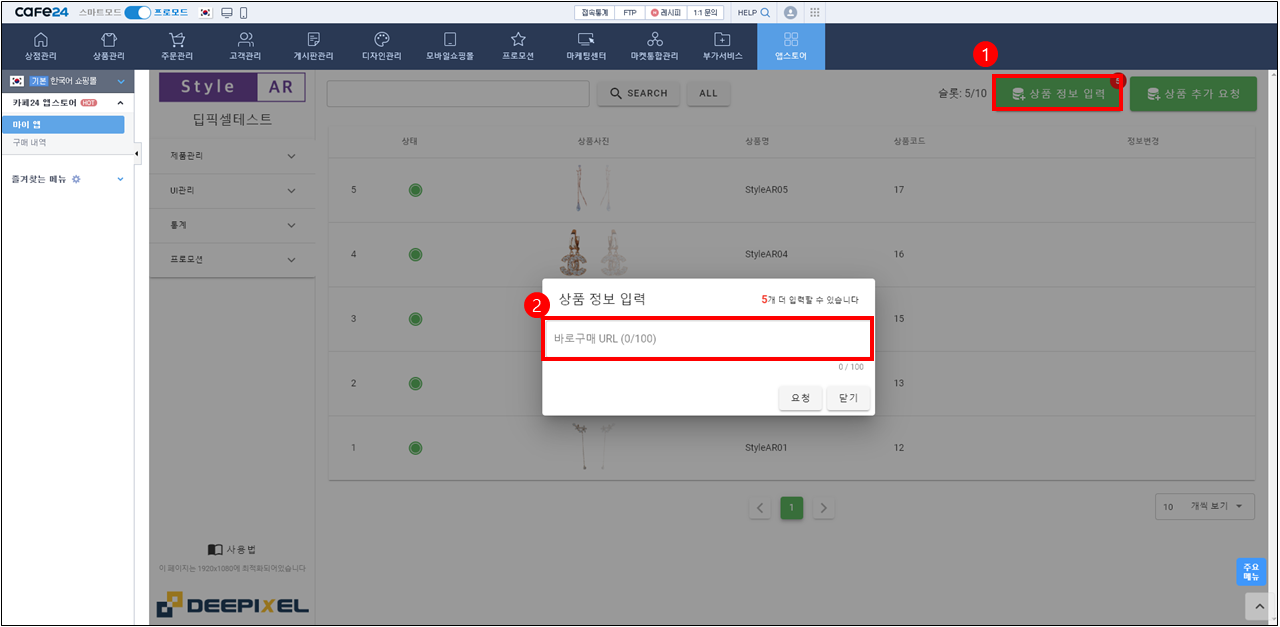 CAFE24 스마트모드 프로모드 접속통계 FTP 레시피 1:1 문의 HELP
상점관리 상품관리 주문관리 고객관리 게시판관리 디자인관리 모바일쇼핑몰 프로모션 마케팅센터 마켓통합관리 부가서비스 앱스토어
1
기본 한국어 쇼핑몰
카페24 앱스토어 HOT
마이 앱
구매 내역
즐겨찾는 메뉴
Style AR
딥픽셀테스트
제품관리
UI관리
통계
프로모션
사용법
이 페이지는 1920x1080에 최적화되어있습니다
DEEPIXEL
SEARCH ALL 슬롯: 5/10 상품 정보 입력 5 상품 추가 요청
상태 상품사진 상품명 상품코드 정보변경
5 StyleAR05 17
4 StyleAR04 16
3 15
2 13
1 StyleAR01 12
상품 정보 입력 5개 더 입력할 수 있습니다
2
바로구매 URL (0/100)
0 / 100
요청 닫기
1
10 개씩 보기
주요
메뉴